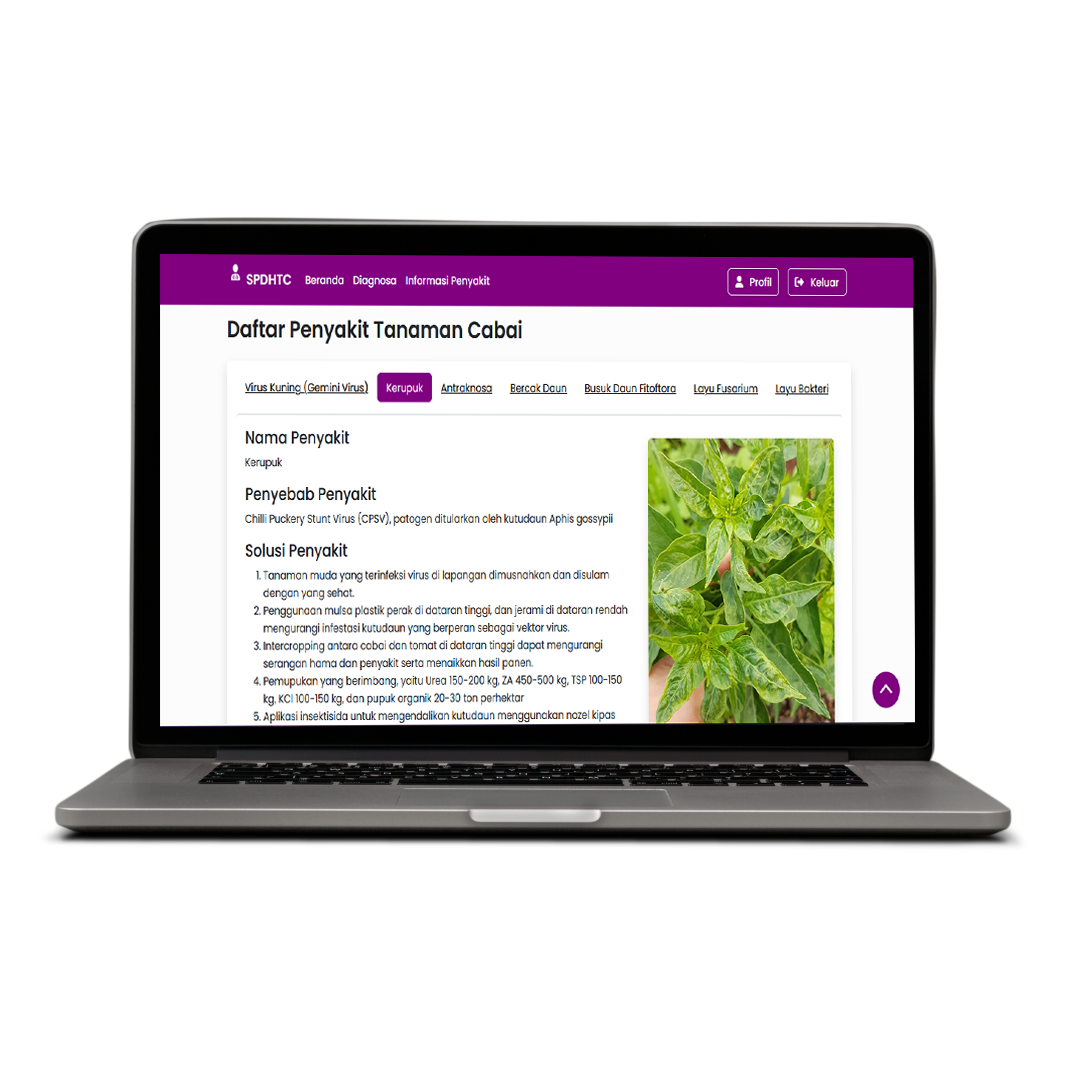 SPDHTC Beranda Diagnosa Informasi Penyakit Profil Keluar
Daftar Penyakit Tanaman Cabai
Virus Kuning (Gemini Virus) Kerupuk Antraknosa Bercak Daun Busuk Daun Fitoftora Layu Fusarium Layu Bakteri
Nama Penyakit
Kerupuk
Penyebab Penyakit
Chilli Puckery Stunt Virus (CPSV), patogen ditularkan oleh kutudaun Aphis gossypii
Solusi Penyakit
1. Tanaman muda yang terinfeksi virus di lapangan dimusnahkan dan disulam
dengan yang sehat.
2. Penggunaan mulsa plastik perak di dataran tinggi, dan jerami di dataran rendah
mengurangi infestasi kutudaun yang berperan sebagai vektor virus.
3. Intercropping antara cabai dan tomat di dataran tinggi dapat mengurangi
serangan hama dan penyakit serta menaikkan hasil panen.
4. Pemupukan yang berimbang, yaitu Urea 150-200 kg, ZA 450-500 kg, TSP 100-150
kg, KCl 100-150 kg, dan pupuk organik 20-30 ton perhektar
5. Aplikasi insektisida untuk mengendalikan kutudaun menggunakan nozel kipas